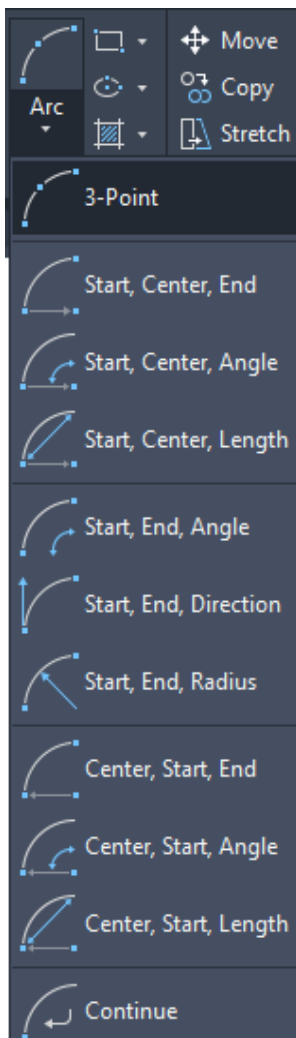 Arc
Move
Copy
Stretch
3-Point
Start, Center, End
Start, Center, Angle
Start, Center, Length
Start, End, Angle
Start, End, Direction
Start, End, Radius
Center, Start, End
Center, Start, Angle
Center, Start, Length
Continue